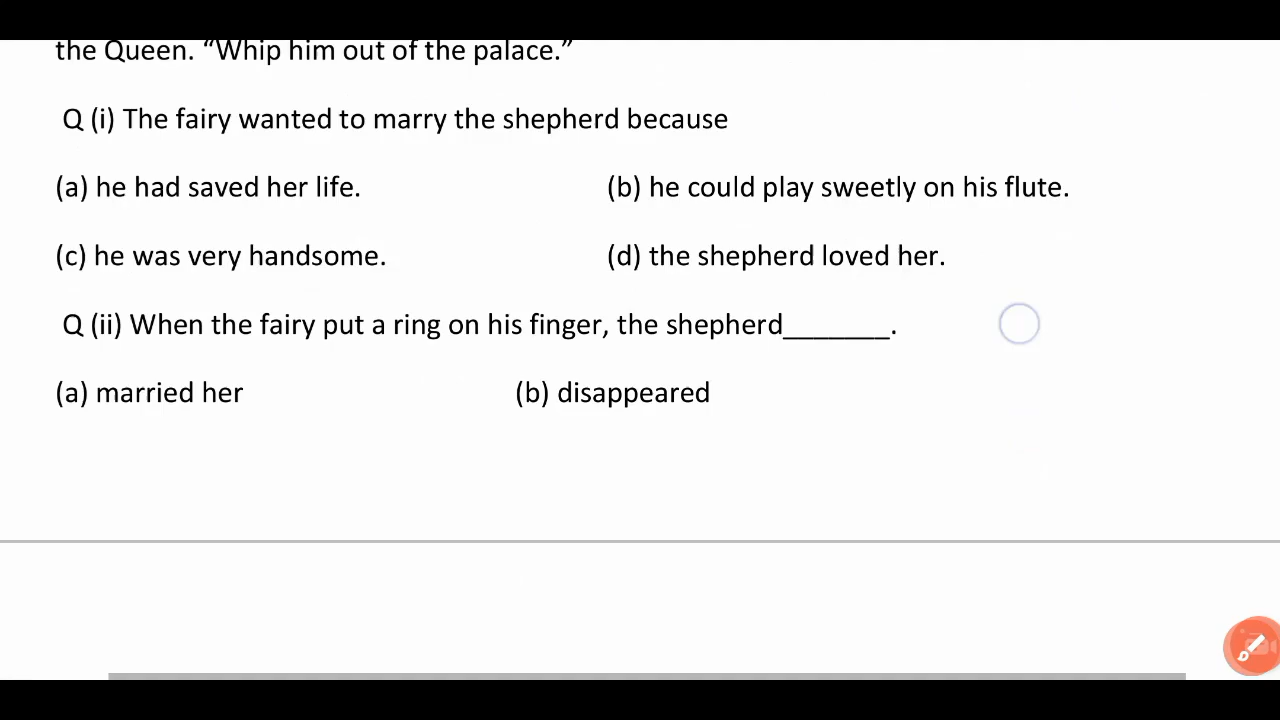 the Queen. “Whip him out of the palace.”
Q (i) The fairy wanted to marry the shepherd because
(a) he had saved her life. (b) he could play sweetly on his flute.
(c) he was very handsome. (d) the shepherd loved her.
Q (ii) When the fairy put a ring on his finger, the shepherd_______.
(a) married her (b) disappeared